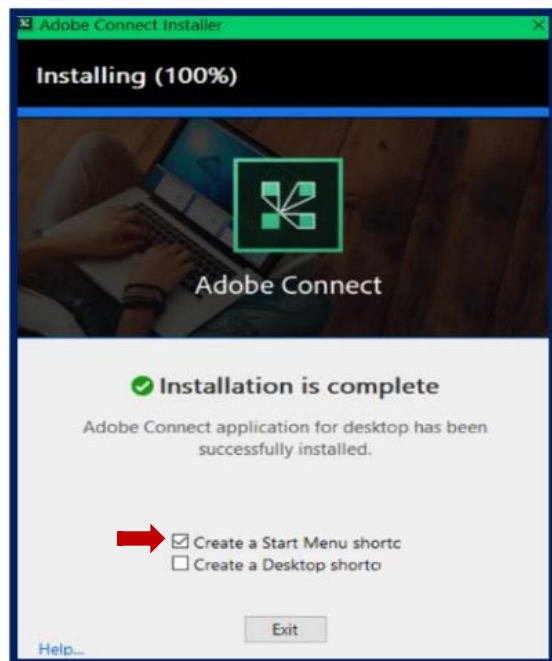 Adobe Connect Installer
Installing (100%)
Adobe Connect
Installation is complete
Adobe Connect application for desktop has been
successfully installed.
Create a Start Menu shortc
Create a Desktop shortcu
Exit
Help...